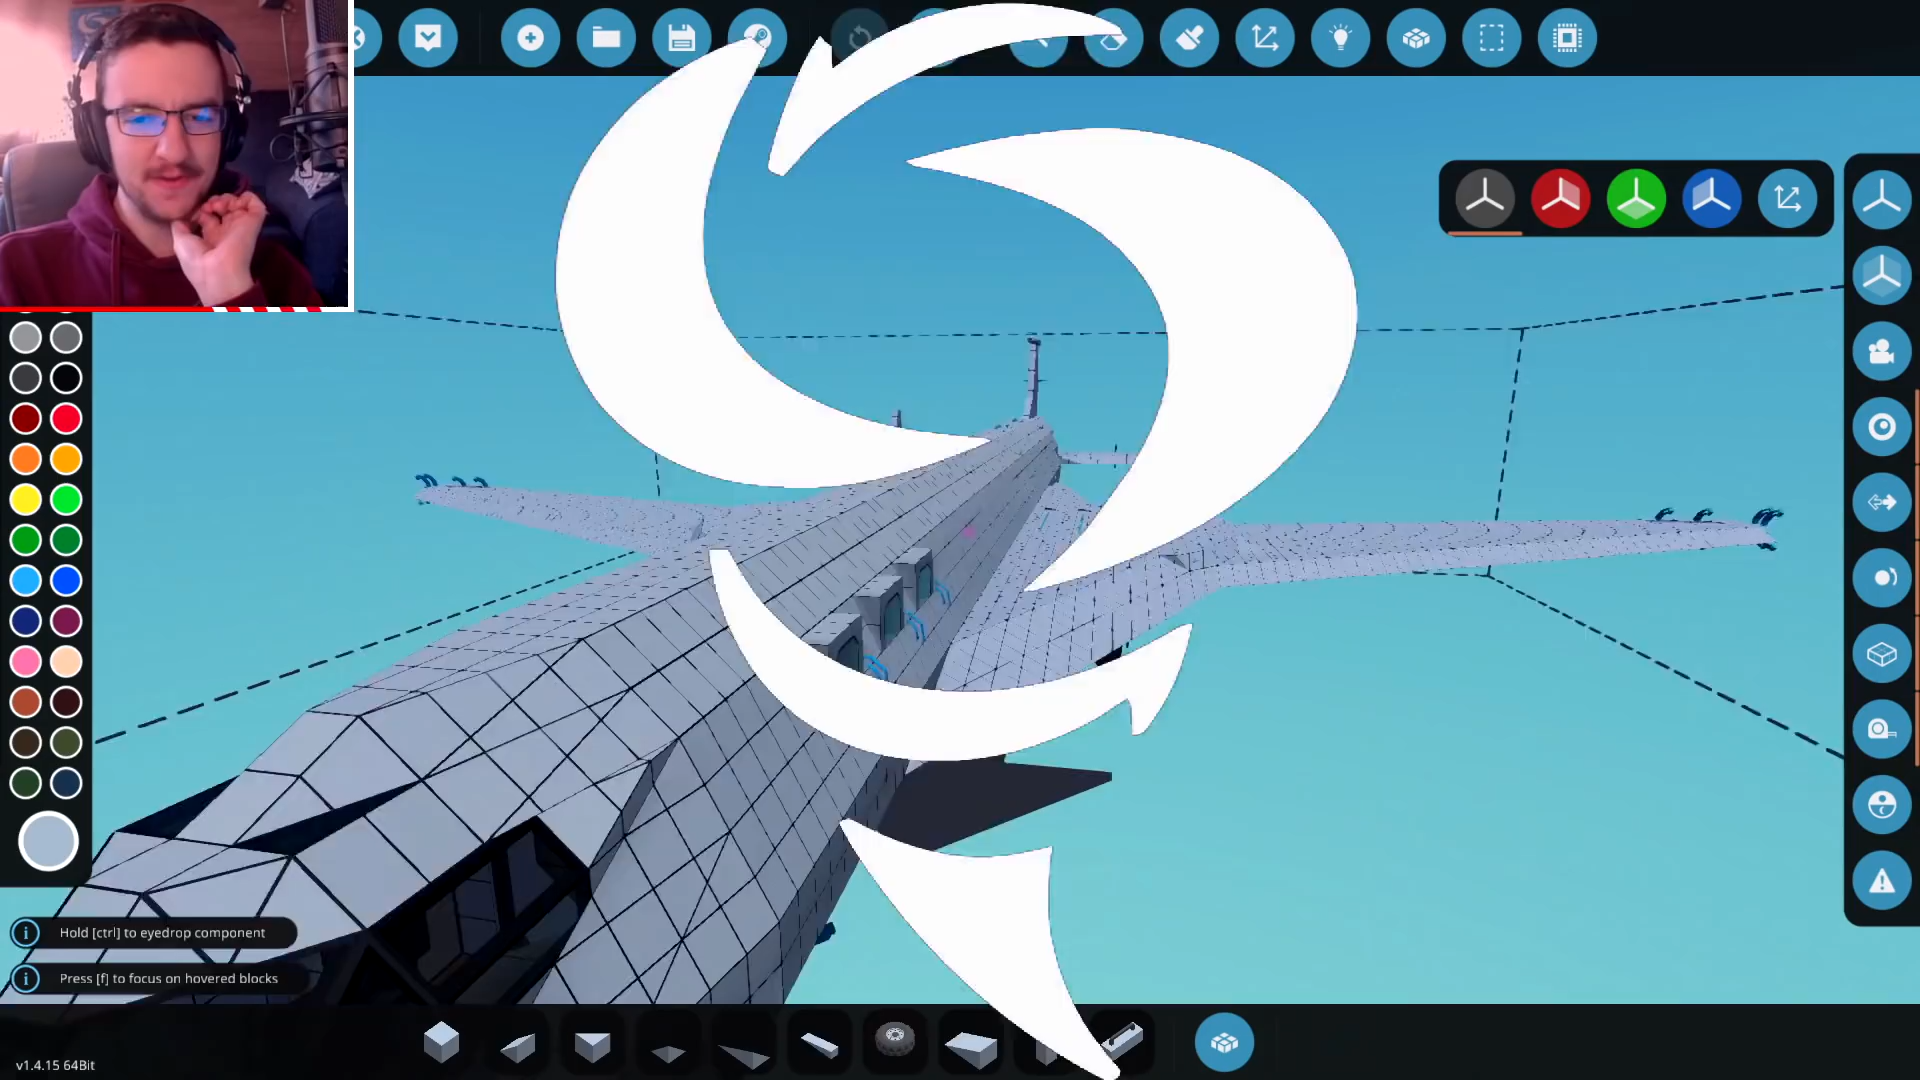 Hold [ctrl] to eyedrop component
Press [f] to focus on hovered blocks
v1.4.15 64Bit